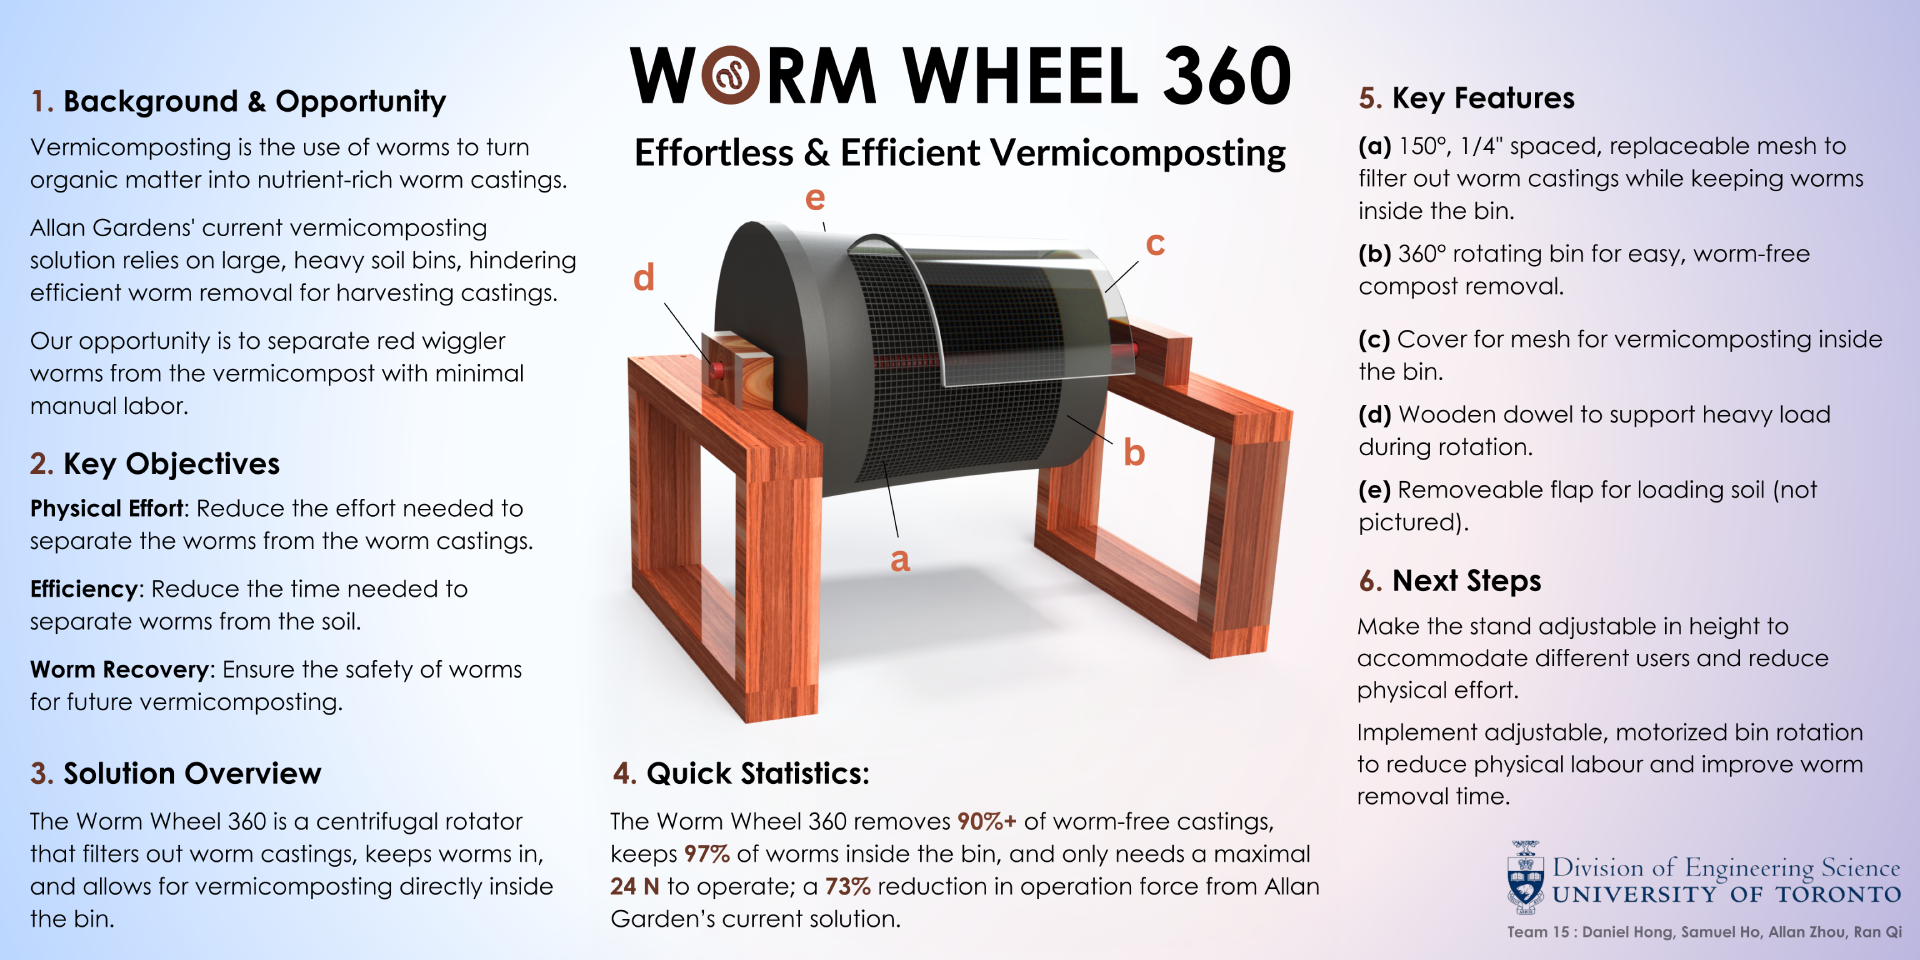 WORM WHEEL 360
Effortless & Efficient Vermicomposting
1. Background & Opportunity
Vermicomposting is the use of worms to turn
organic matter into nutrient-rich worm castings.
Allan Gardens' current vermicomposting
solution relies on large, heavy soil bins, hindering
efficient worm removal for harvesting castings.
Our opportunity is to separate red wiggler
worms from the vermicompost with minimal
manual labor.
2. Key Objectives
Physical Effort: Reduce the effort needed to
separate the worms from the worm castings.
Efficiency: Reduce the time needed to
separate worms from the soil.
Worm Recovery: Ensure the safety of worms
for future vermicomposting.
3. Solution Overview
The Worm Wheel 360 is a centrifugal rotator
that filters out worm castings, keeps worms in,
and allows for vermicomposting directly inside
the bin.
e
c
d
b
a
4. Quick Statistics:
The Worm Wheel 360 removes 90%+ of worm-free castings,
keeps 97% of worms inside the bin, and only needs a maximal
24 N to operate; a 73% reduction in operation force from Allan
Garden's current solution.
5. Key Features
(a) 150°, 1/4" spaced, replaceable mesh to
filter out worm castings while keeping worms
inside the bin.
(b) 360° rotating bin for easy, worm-free
compost removal.
(c) Cover for mesh for vermicomposting inside
the bin.
(d) Wooden dowel to support heavy load
during rotation.
(e) Removeable flap for loading soil (not
pictured).
6. Next Steps
Make the stand adjustable in height to
accommodate different users and reduce
physical effort.
Implement adjustable, motorized bin rotation
to reduce physical labour and improve worm
removal time.
Division of Engineering Science
UNIVERSITY OF TORONTO
Team 15 : Daniel Hong, Samuel Ho, Allan Zhou, Ran Qi